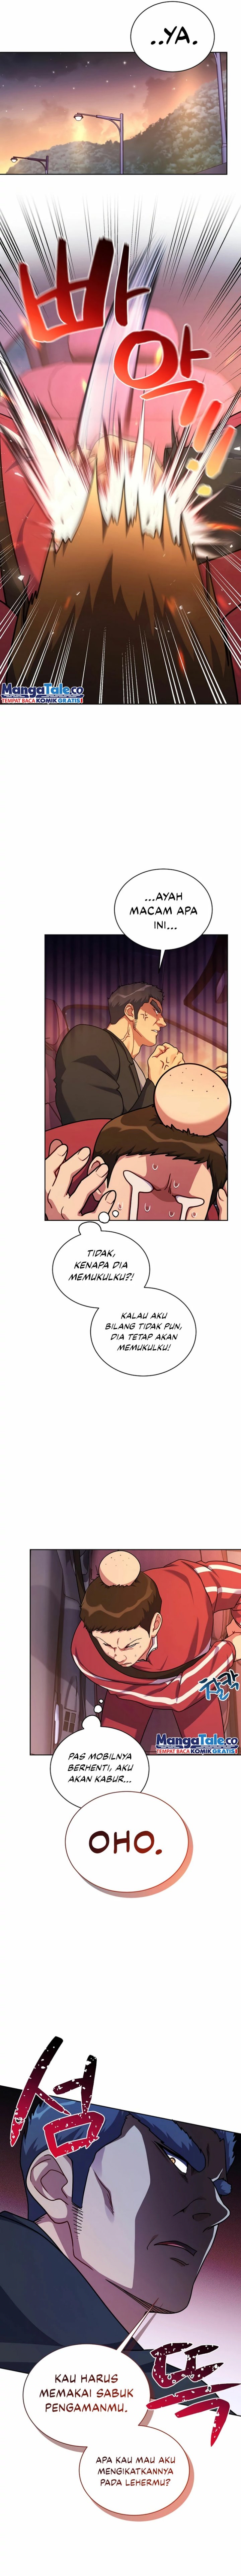 ..YA.
빠
악!!
MangaTale.co
TEMPAT BACA KOMIK GRATIS!
...AYAH
MACAM APA
INI...
TIDAK,
KENAPA DIA
MEMUKULKU?!
KALAU AKU
BILANG TIDAK PUN,
DIA TETAP AKAN
MEMUKULKU!
MangaTale.co
TEMPAT BACA KOMIK GRATIS!
PAS MOBILNYA
BERHENTI, AKU
AKAN KABUR...
OHO.
섬
뜩
KAU HARUS
MEMAKAI SABUK
PENGAMANMU.
APA KAU MAU AKU
MENGIKATKANNYA
PADA LEHERMU?